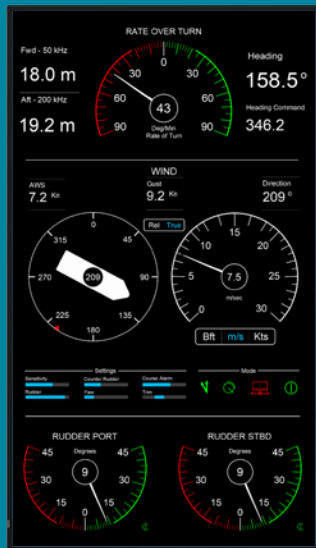 RATE OVER TURN
Fwd - 50 kHz
18.0 m
Aft - 200 kHz
19.2 m
0
30 30
60 60
90 90
43
Deg/Min
Rate of Turn
Heading
158.5°
Heading Command
346.2
WIND
AWS
7.2 Kn
Gust
9.2 Kn
Direction
209°
Rel True
0
315 45
270 90
225 135
180
209
0
5
10
15
20
25
30
7.5
m/sec
Bft m/s Kts
Settings
Mode
Sensitivity Counter Rudder Course Alarm
Rudder Yaw Trim
RUDDER PORT
Degrees
45 45
30 30
15 15
0
9
RUDDER STBD
Degrees
45 45
30 30
15 15
0
9